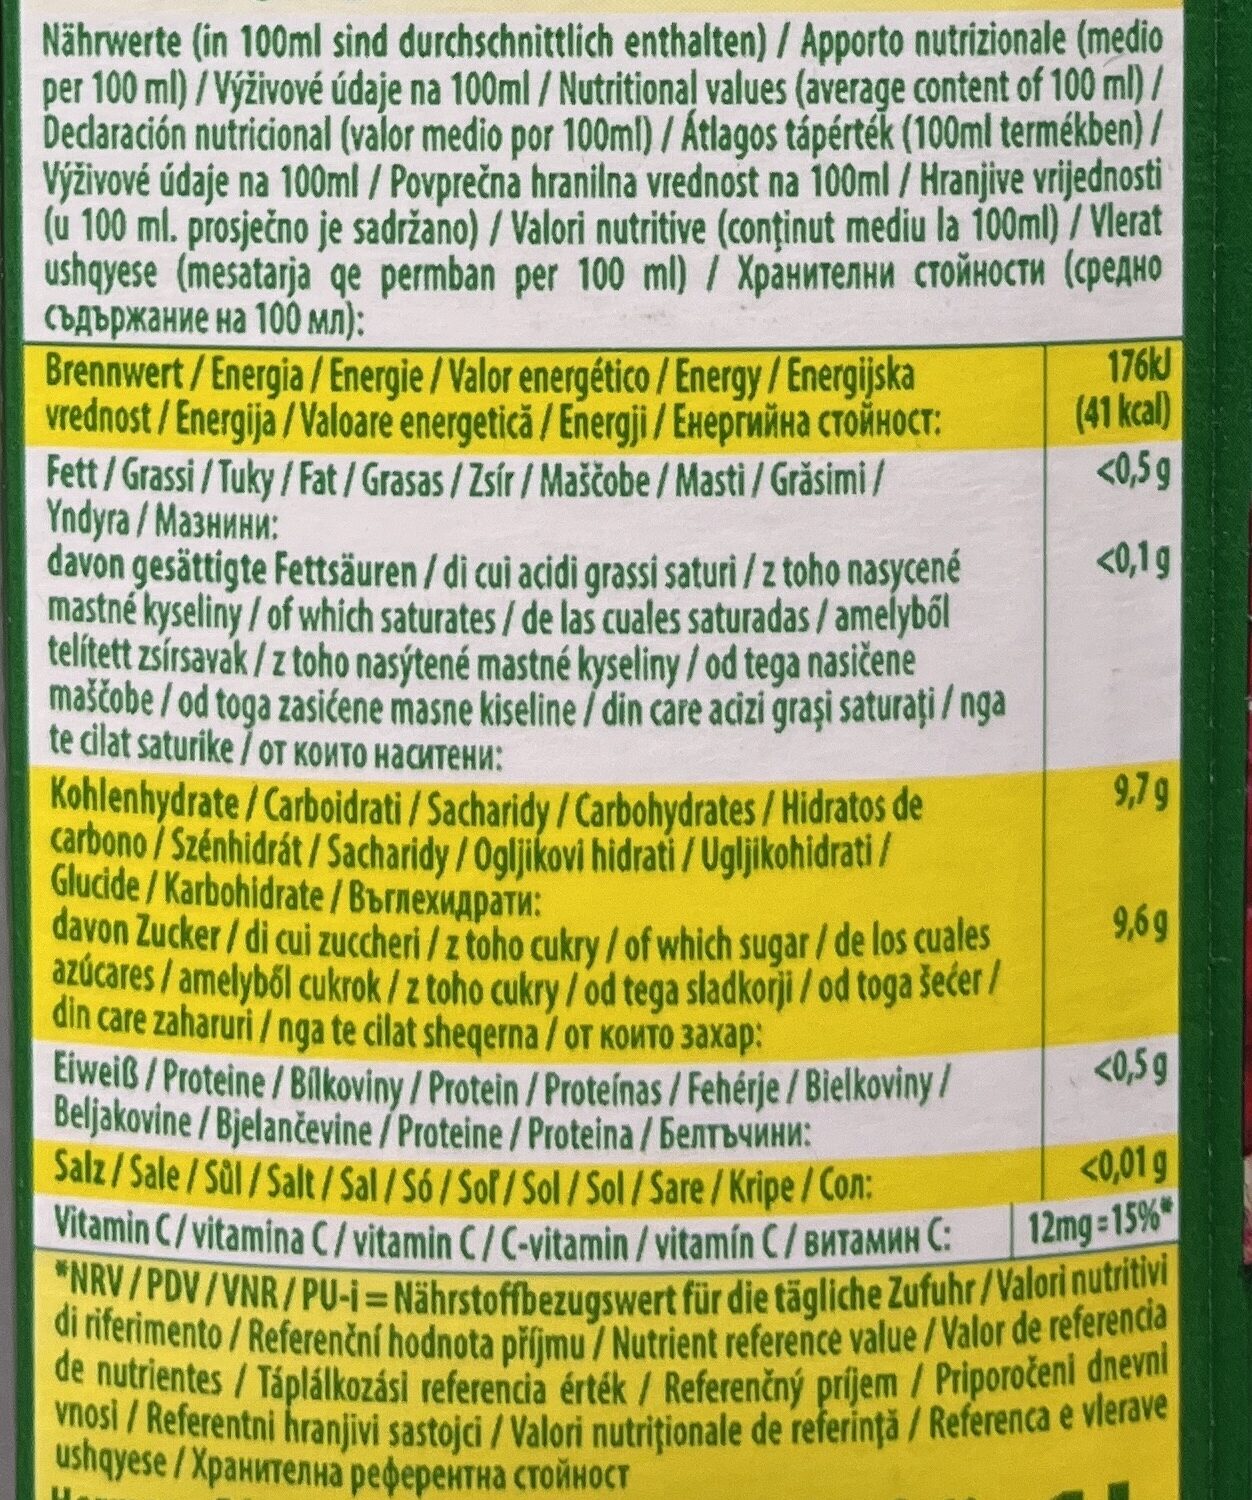 Nährwerte (in 100ml sind durchschnittlich enthalten) / Apporto nutrizionale (medio
per 100 ml) / Výživové údaje na 100ml / Nutritional values (average content of 100 ml) /
Declaración nutricional (valor medio por 100ml) / Átlagos tápérték (100ml termékben) /
Výživové údaje na 100ml / Povprečna hranilna vrednost na 100ml / Hranjive vrijednosti
(u 100 ml. prosječno je sadržano) / Valori nutritive (conținut mediu la 100ml) / Vlerat
ushqyese (mesatarja qe permban per 100 ml) / Хранителни стойности (средно
съдържание на 100 мл):
Brennwert / Energia / Energie / Valor energético / Energy / Energijska 176kJ
vrednost / Energija / Valoare energetică / Energji / Енергийна стойност: (41 kcal)
Fett / Grassi / Tuky / Fat / Grasas / Zsír / Maščobe / Masti / Grăsimi / <0,5 g
Yndyra / Мазнини:
davon gesättigte Fettsäuren / di cui acidi grassi saturi / z toho nasycené <0,1 g
mastné kyseliny / of which saturates / de las cuales saturadas / amelyből
telített zsírsavak / z toho nasýtené mastné kyseliny / od tega nasičene
maščobe / od toga zasićene masne kiseline / din care acizi grași saturați / nga
te cilat saturike / от които наситени:
Kohlenhydrate / Carboidrati / Sacharidy / Carbohydrates / Hidratos de 9,7 g
carbono / Szénhidrát / Sacharidy / Ogljikovi hidrati / Ugljikohidrati /
Glucide / Karbohidrate / Въглехидрати:
davon Zucker / di cui zuccheri / z toho cukry / of which sugar / de los cuales 9,6 g
azúcares / amelyből cukrok / z toho cukry / od tega sladkorji / od toga šećer /
din care zaharuri / nga te cilat sheqerna / от които захар:
Eiweiß / Proteine / Bílkoviny / Protein / Proteínas / Fehérje / Bielkoviny / <0,5 g
Beljakovine / Bjelančevine / Proteine / Proteina / Белтъчини:
Salz / Sale / Sůl / Salt / Sal / Só / Soľ / Sol / Sol / Sare / Kripe / Сол: <0,01 g
Vitamin C / vitamina C / vitamin C / C-vitamin / vitamín C / витамин C: 12mg=15%*
*NRV / PDV / VNR / PU-i = Nährstoffbezugswert für die tägliche Zufuhr / Valori nutritivi
di riferimento / Referenční hodnota příjmu / Nutrient reference value / Valor de referencia
de nutrientes / Táplálkozási referencia érték / Referenčný príjem / Priporočeni dnevni
vnosi / Referentni hranjivi sastojci / Valori nutriționale de referință / Referenca e vlerave
ushqyese / Хранителна референтна стойност